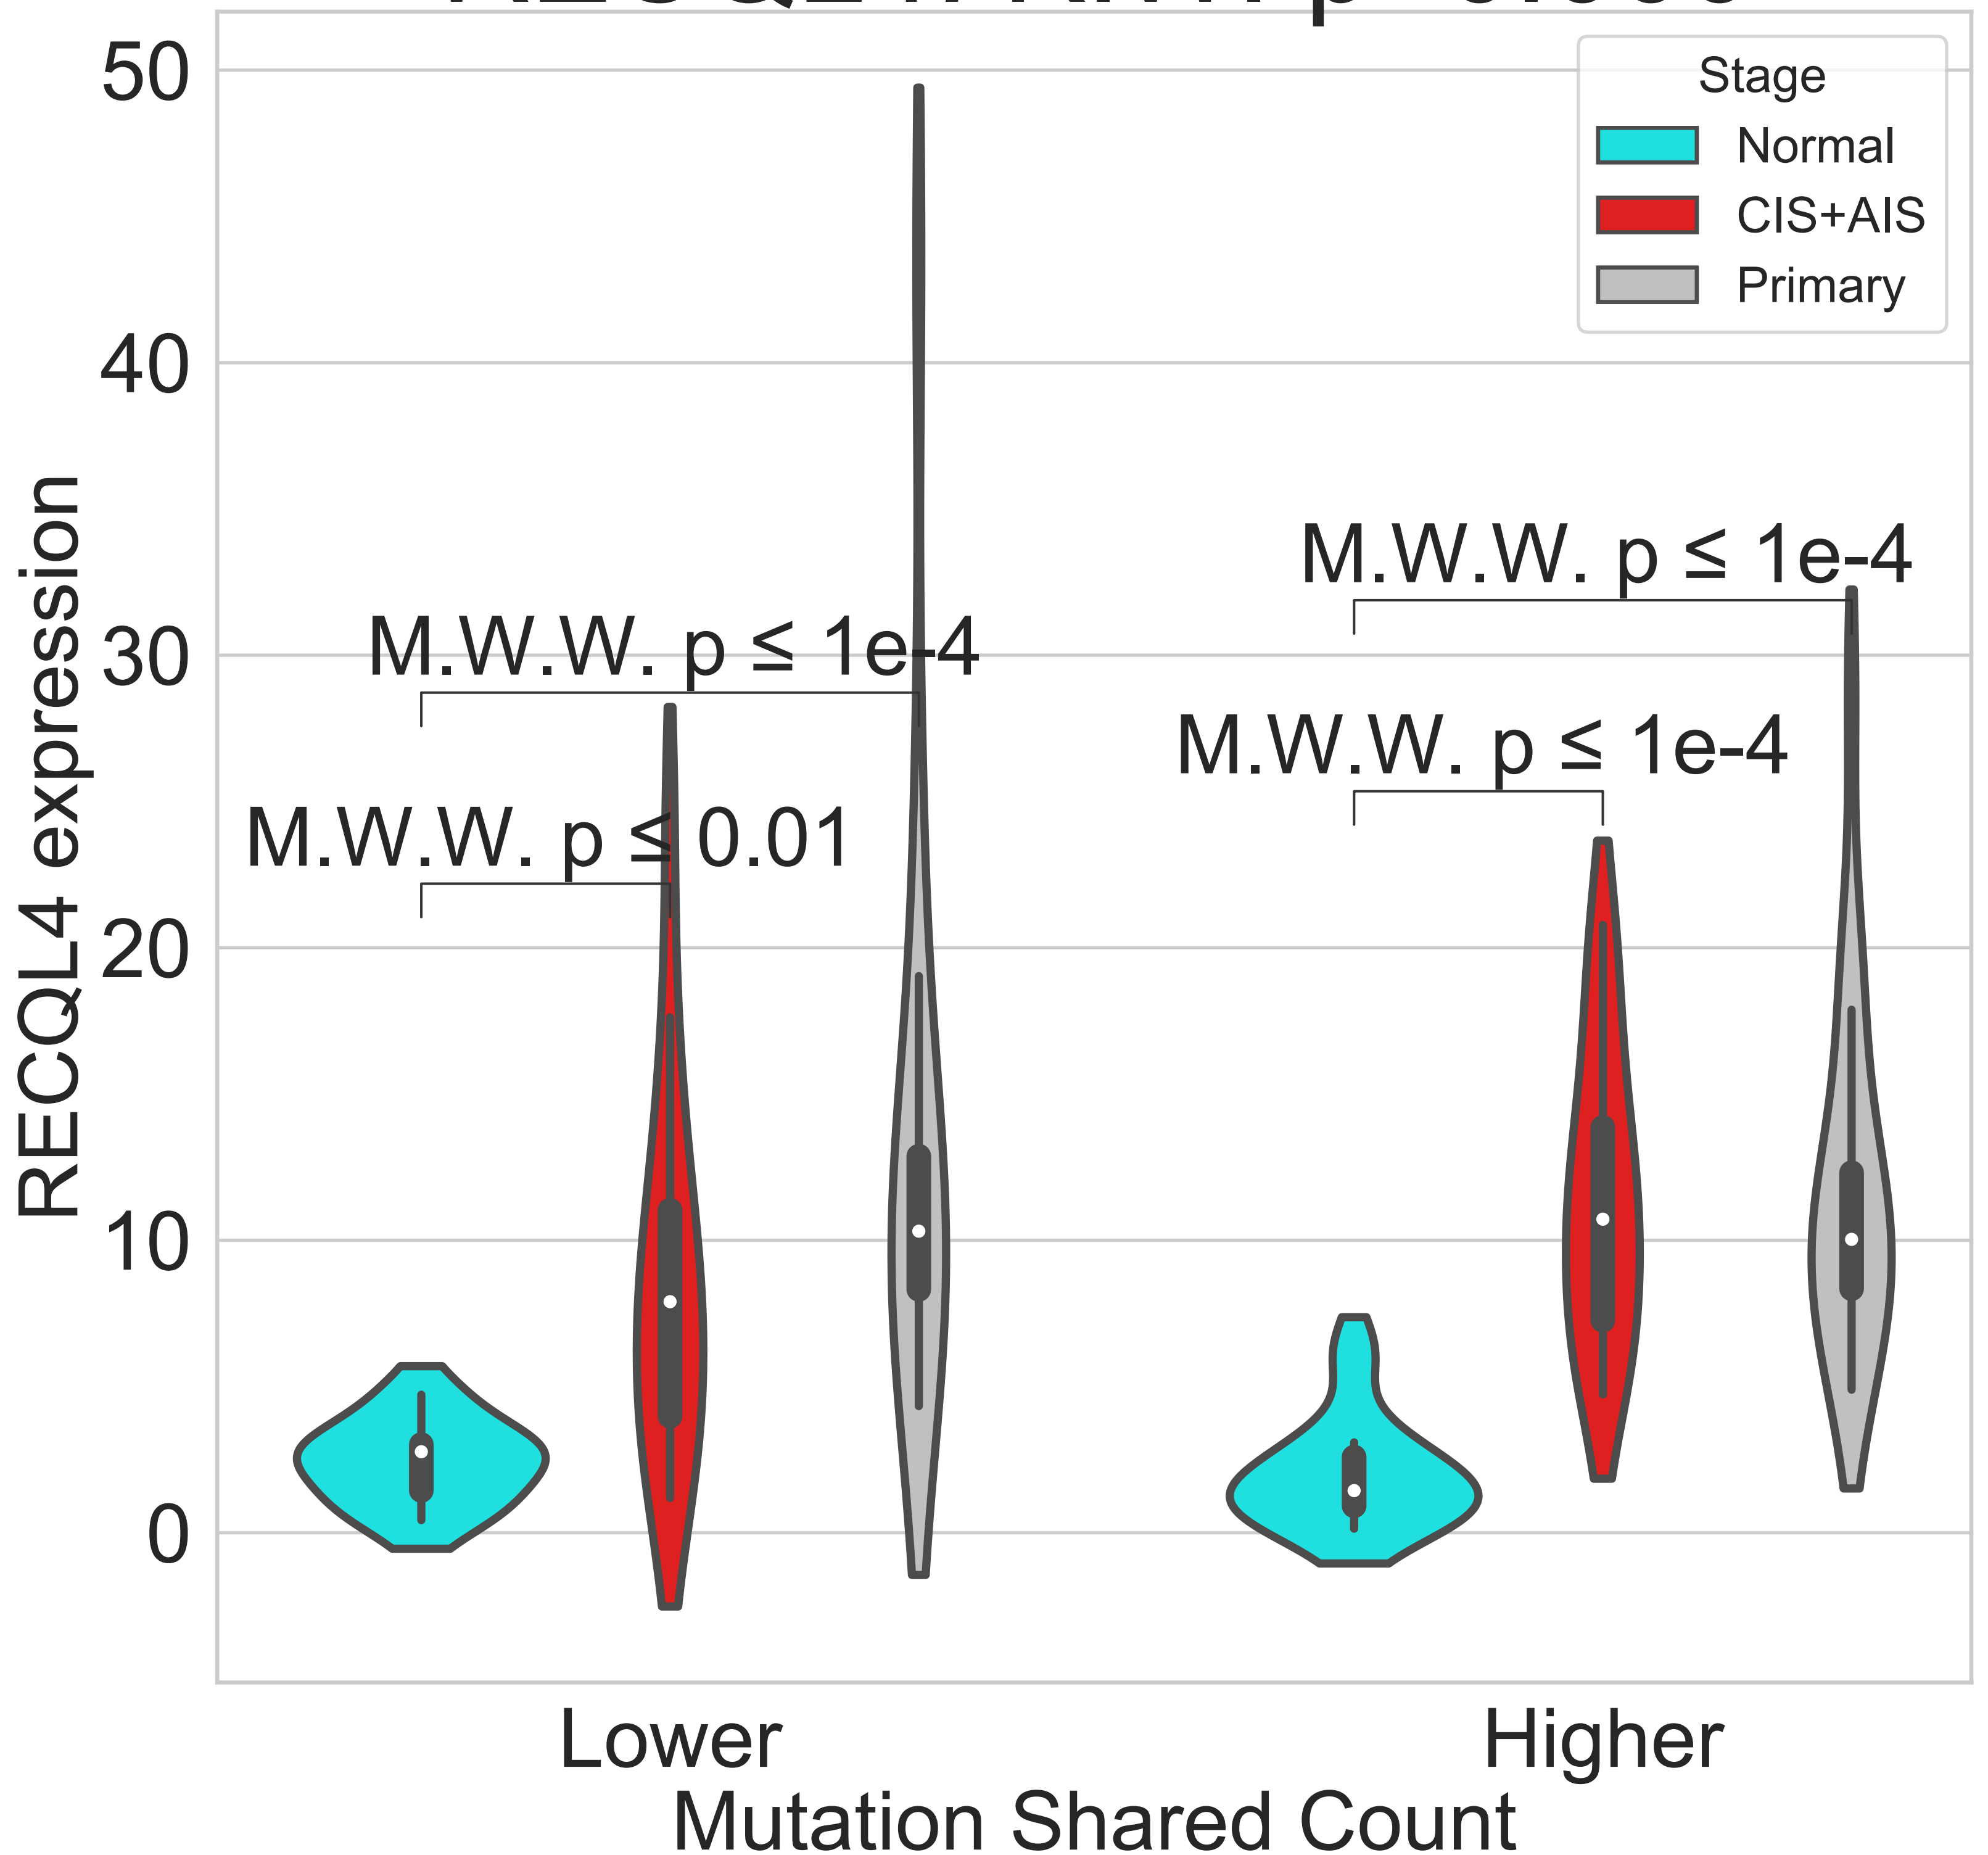 50
40
30
20
10
0
RECQL4 expression
Stage
Normal
CIS+AIS
Primary
M.W.W. p ≤ 1e-4
M.W.W. p ≤ 1e-4
M.W.W. p ≤ 1e-4
M.W.W. p ≤ 0.01
Lower
Higher
Mutation Shared Count